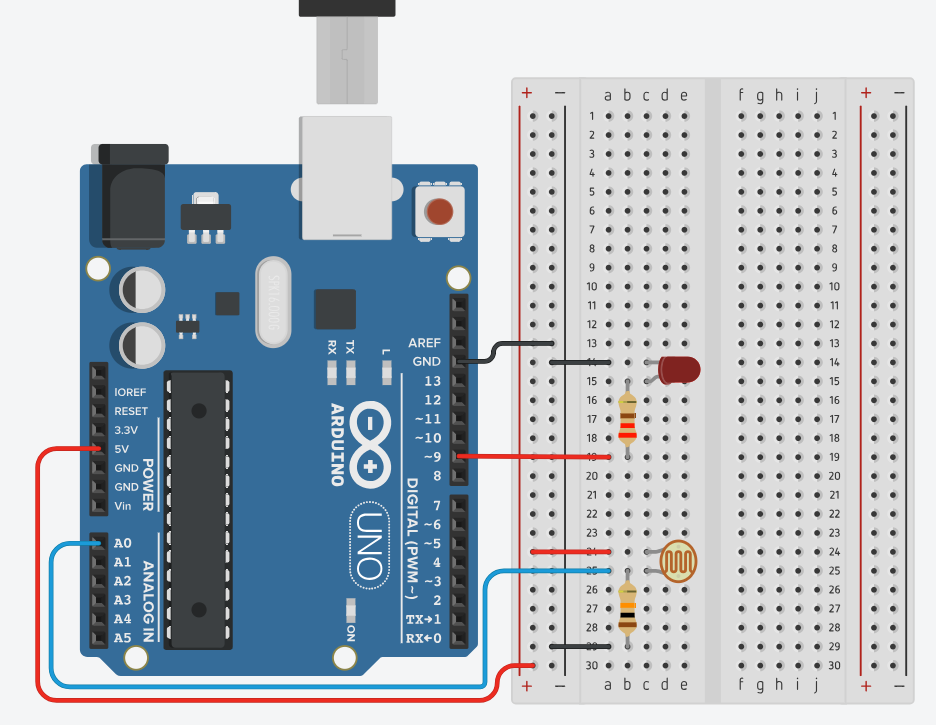 + − a b c d e f g h i j + −
1 1
2 2
3 3
4 4
5 5
6 6
7 7
8 8
9 9
10 10
11 11
12 12
13 13
14 14
15 15
16 16
17 17
18 18
19 19
20 20
21 21
22 22
23 23
24 24
25 25
26 26
27 27
28 28
29 29
30 30
+ − a b c d e f g h i j + −
SPK16.000G
RX TX L
AREF
GND
13
12
~11
~10
~9
8
7
~6
~5
4
~3
2
TX→1
RX←0
DIGITAL (PWM ~)
ARDUINO
UNO
ON
IOREF
RESET
3.3V
5V
GND
GND
Vin
POWER
A0
A1
A2
A3
A4
A5
ANALOG IN